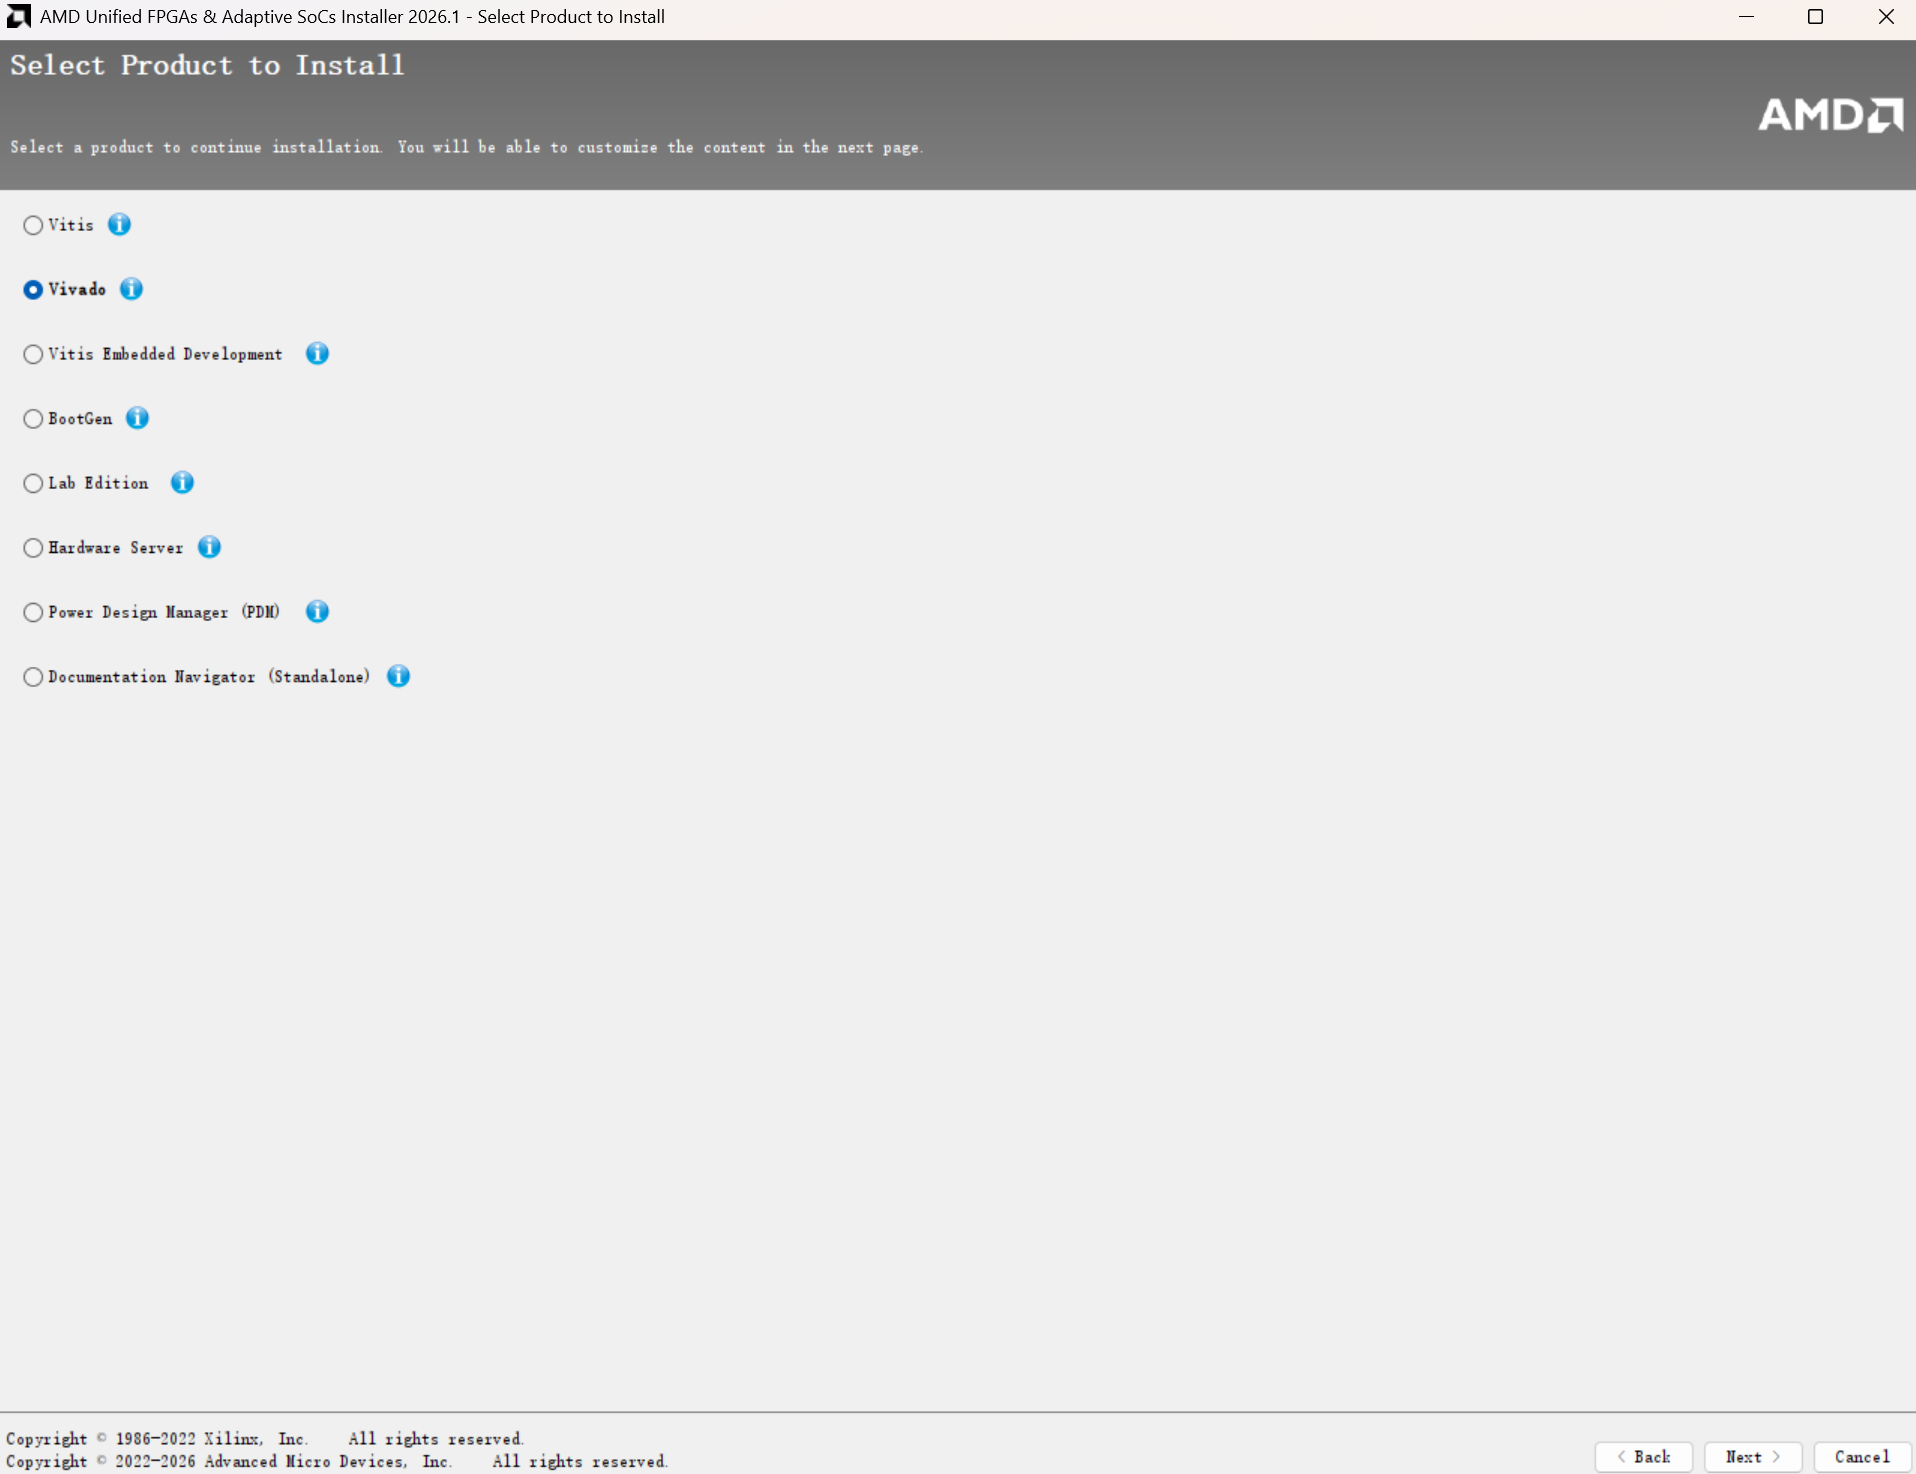 AMD Unified FPGAs & Adaptive SoCs Installer 2026.1 - Select Product to Install
Select Product to Install
AMD
Select a product to continue installation. You will be able to customize the content in the next page.
Vitis
Vivado
Vitis Embedded Development
BootGen
Lab Edition
Hardware Server
Power Design Manager (PDM)
Documentation Navigator (Standalone)
Copyright © 1986-2022 Xilinx, Inc. All rights reserved.
Copyright © 2022-2026 Advanced Micro Devices, Inc. All rights reserved.
< Back
Next >
Cancel